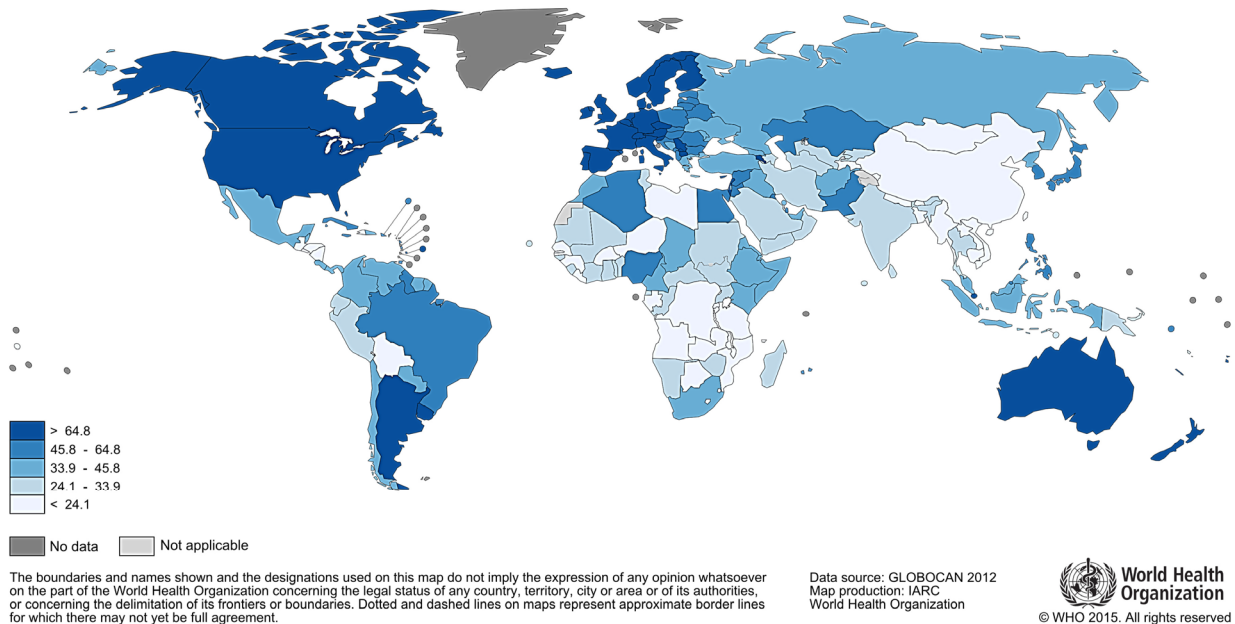 > 64.8
45.8 - 64.8
33.9 - 45.8
24.1 - 33.9
< 24.1
No data
Not applicable
The boundaries and names shown and the designations used on this map do not imply the expression of any opinion whatsoever
on the part of the World Health Organization concerning the legal status of any country, territory, city or area or of its authorities,
or concerning the delimitation of its frontiers or boundaries. Dotted and dashed lines on maps represent approximate border lines
for which there may not yet be full agreement.
Data source: GLOBOCAN 2012
Map production: IARC
World Health Organization
World Health
Organization
© WHO 2015. All rights reserved